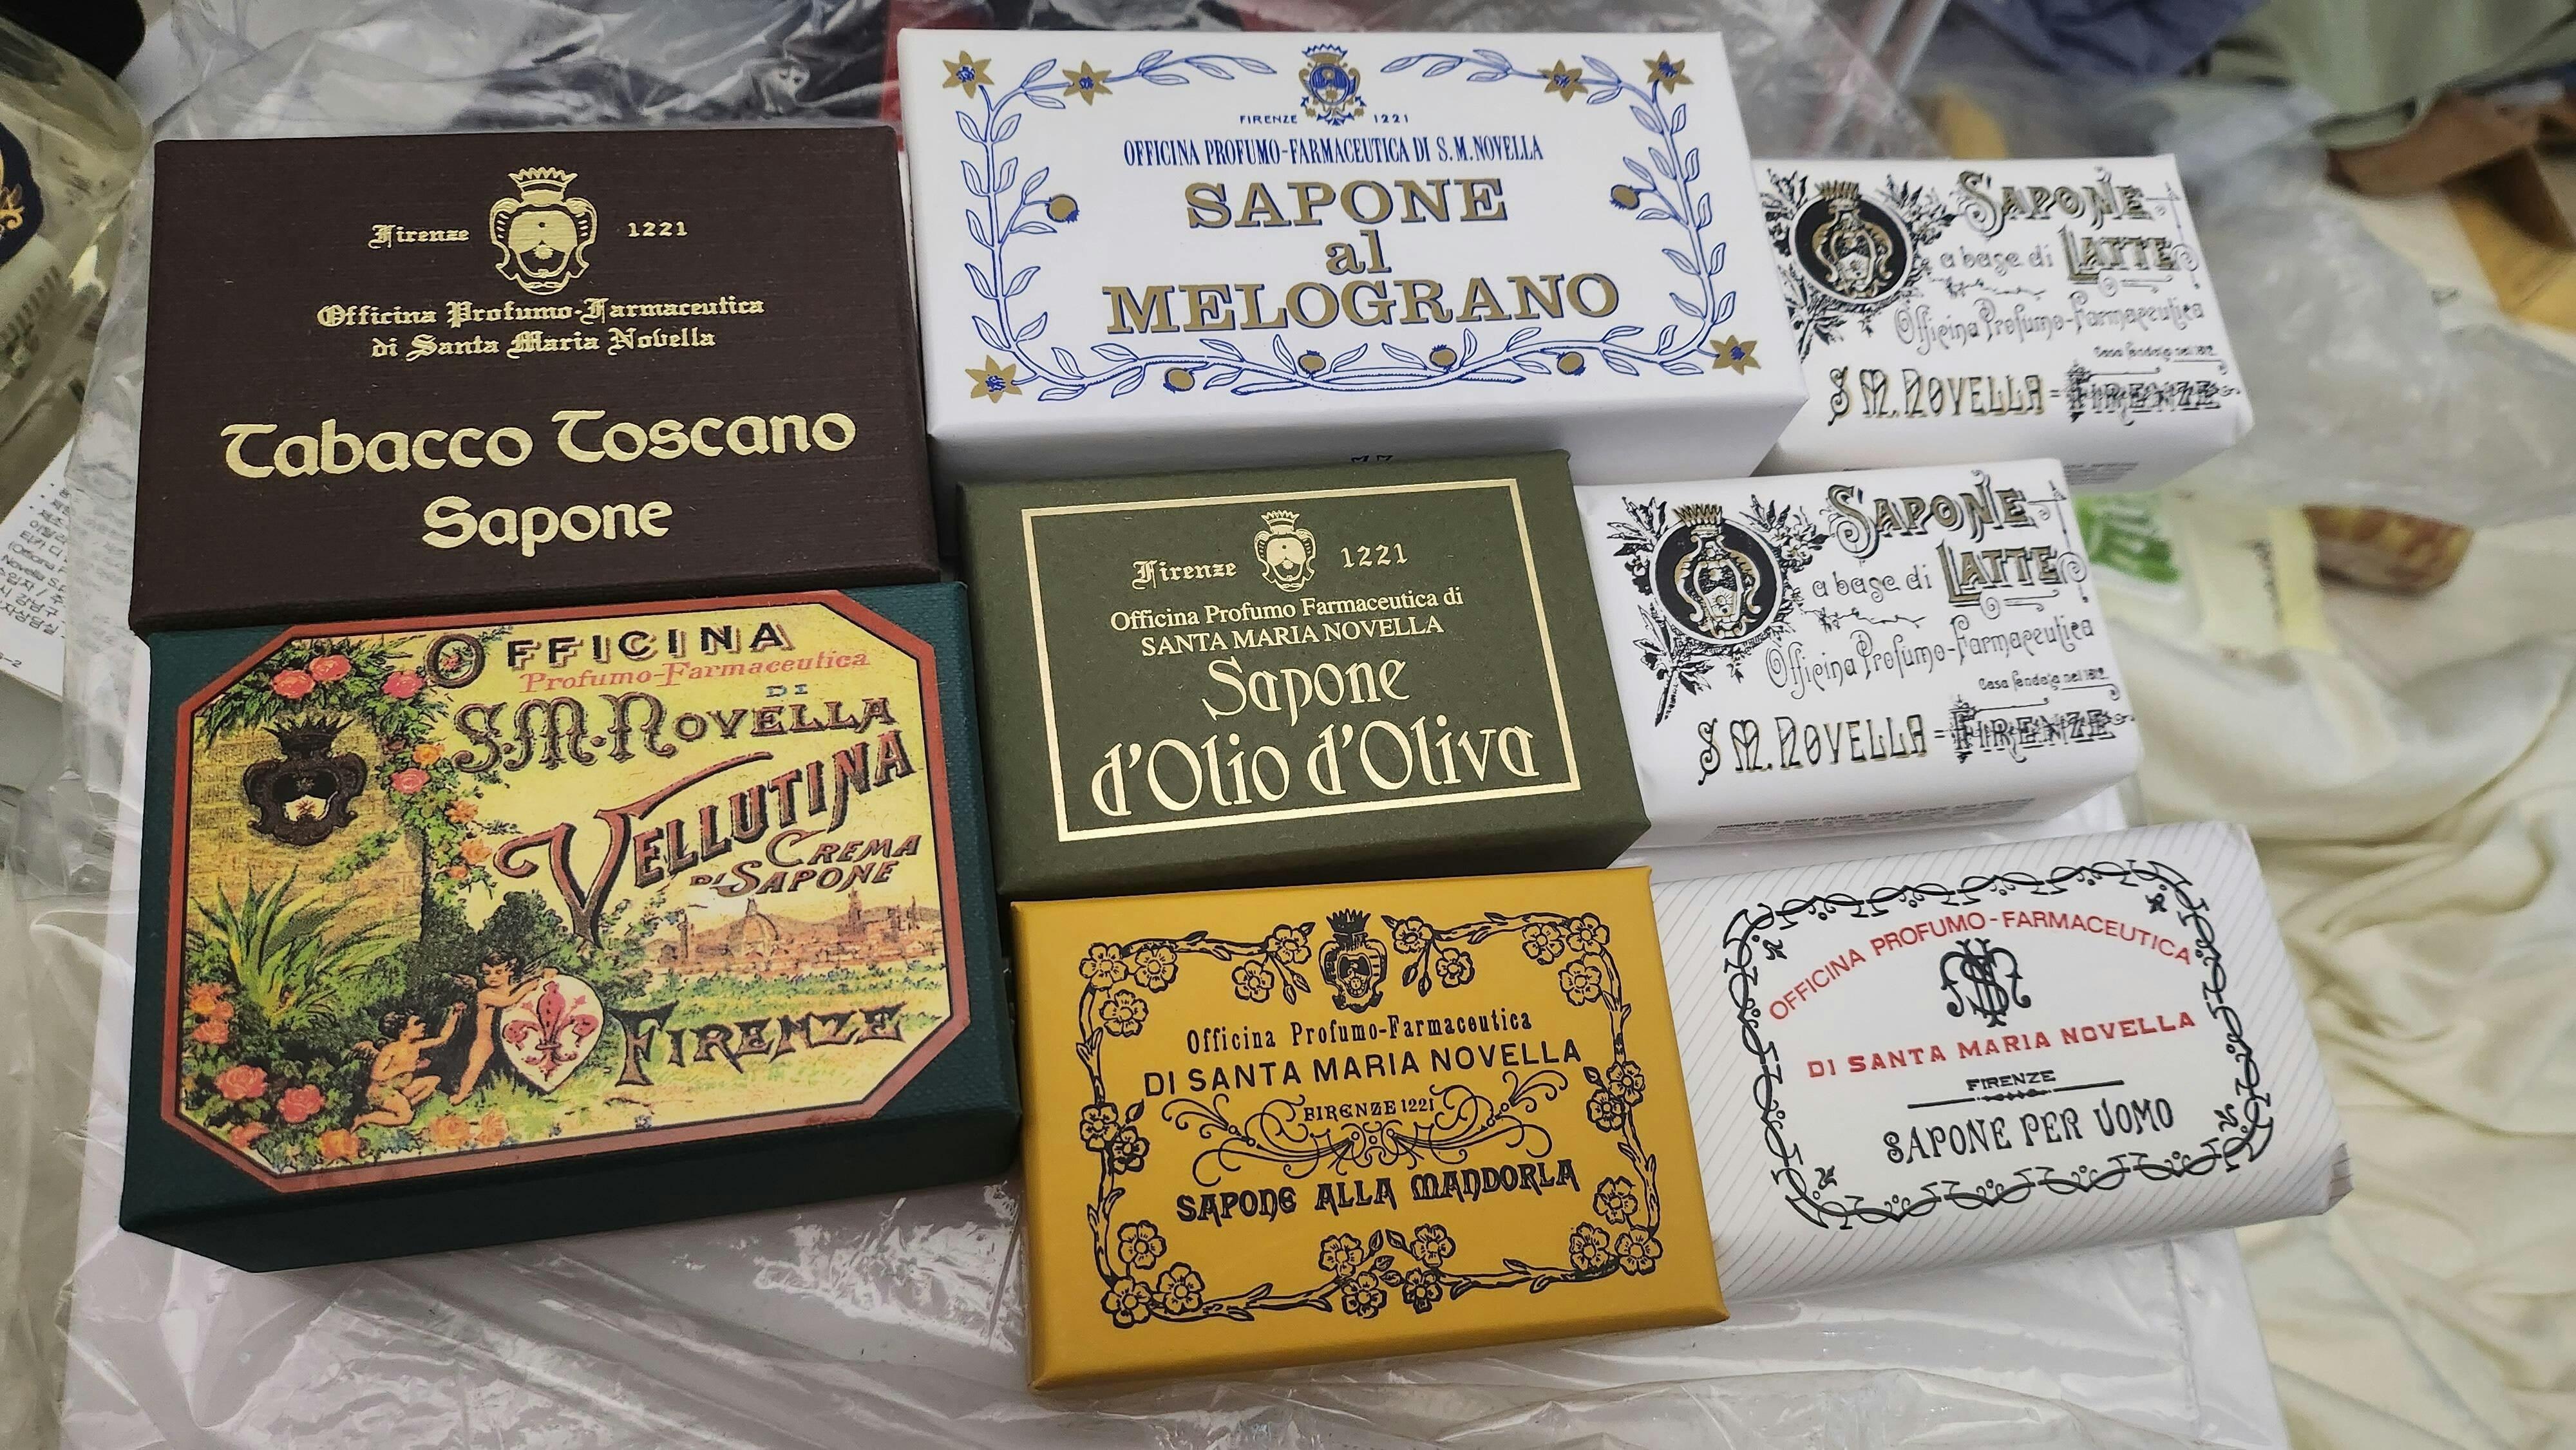 Firenze 1221
Officina Profumo-Farmaceutica
di Santa Maria Novella
Tabacco Toscano
Sapone
FIRENZE 1221
OFFICINA PROFUMO-FARMACEUTICA DI S.M.NOVELLA
SAPONE
al
MELOGRANO
SAPONE
a base di LATTE
Officina Profumo-Farmaceutica
S M. NOVELLA = FIRENZE
OFFICINA
Profumo-Farmaceutica
DI
S.M.NOVELLA
VELLUTINA
CREMA
DI SAPONE
FIRENZE
Firenze 1221
Officina Profumo Farmaceutica di
SANTA MARIA NOVELLA
Sapone
d'Olio d'Oliva
SAPONE
a base di LATTE
Officina Profumo-Farmaceutica
S M. NOVELLA = FIRENZE
Officina Profumo-Farmaceutica
DI SANTA MARIA NOVELLA
FIRENZE 1221
SAPONE ALLA MANDORLA
OFFICINA PROFUMO-FARMACEUTICA
DI SANTA MARIA NOVELLA
FIRENZE
SAPONE PER UOMO